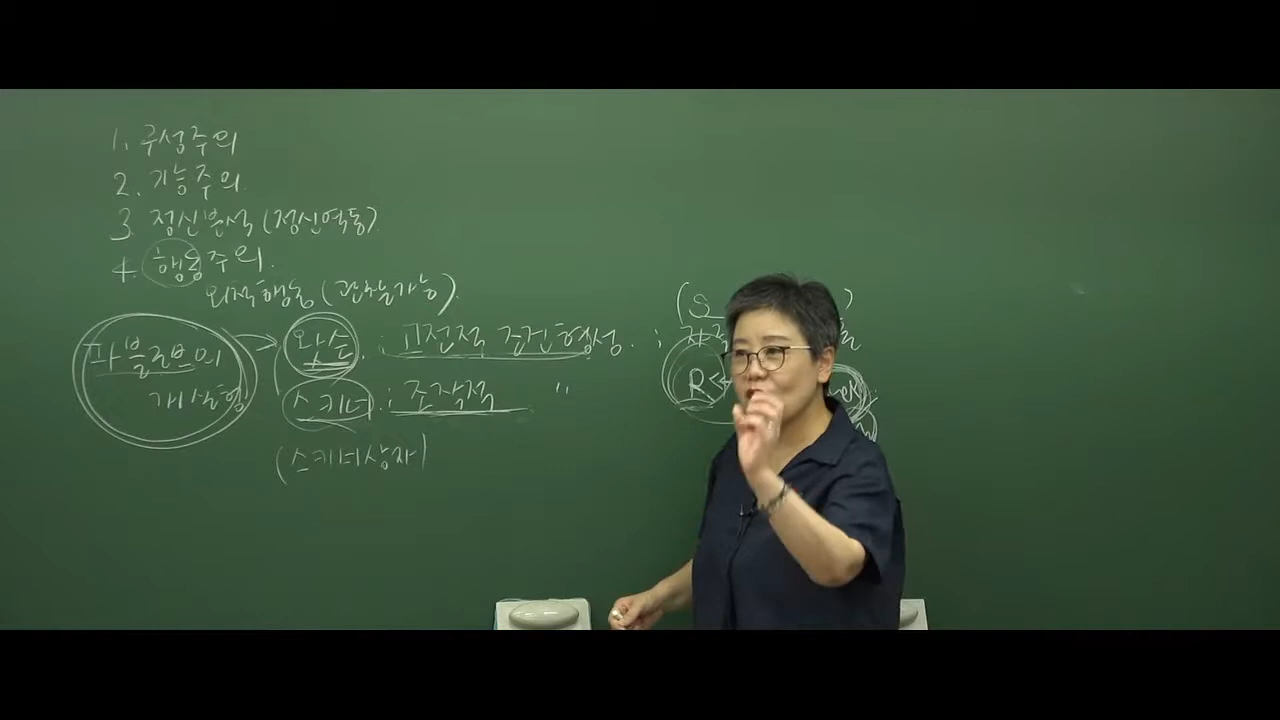 1. 구성주의
2. 기능주의
3. 정신분석 (정신역동)
4. 행동주의.
외적행동 (관찰가능).
파블로브의 개실험
왓슨 : 고전적 조건형성. ; 자
스키너 : 조작적 〃
(스키너상자)
(S
R